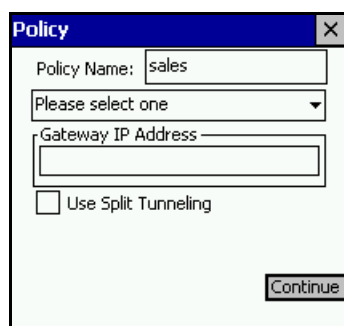 Policy
Policy Name: sales
Please select one
Gateway IP Address
Use Split Tunneling
Continue